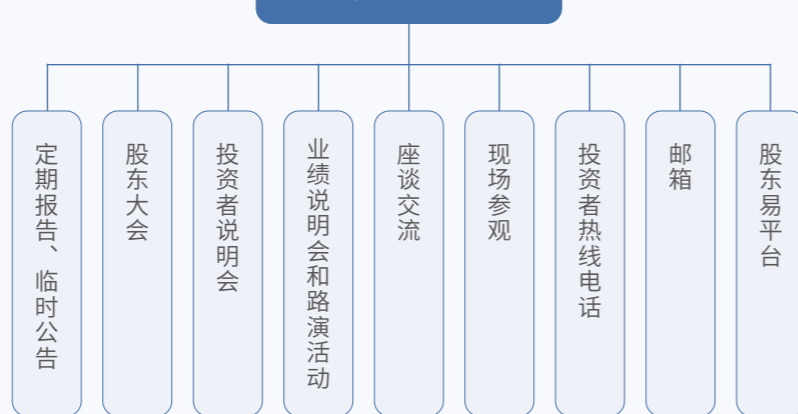 定期报告、临时公告
股东大会
投资者说明会
业绩说明会和路演活动
座谈交流
现场参观
投资者热线电话
邮箱
股东易平台